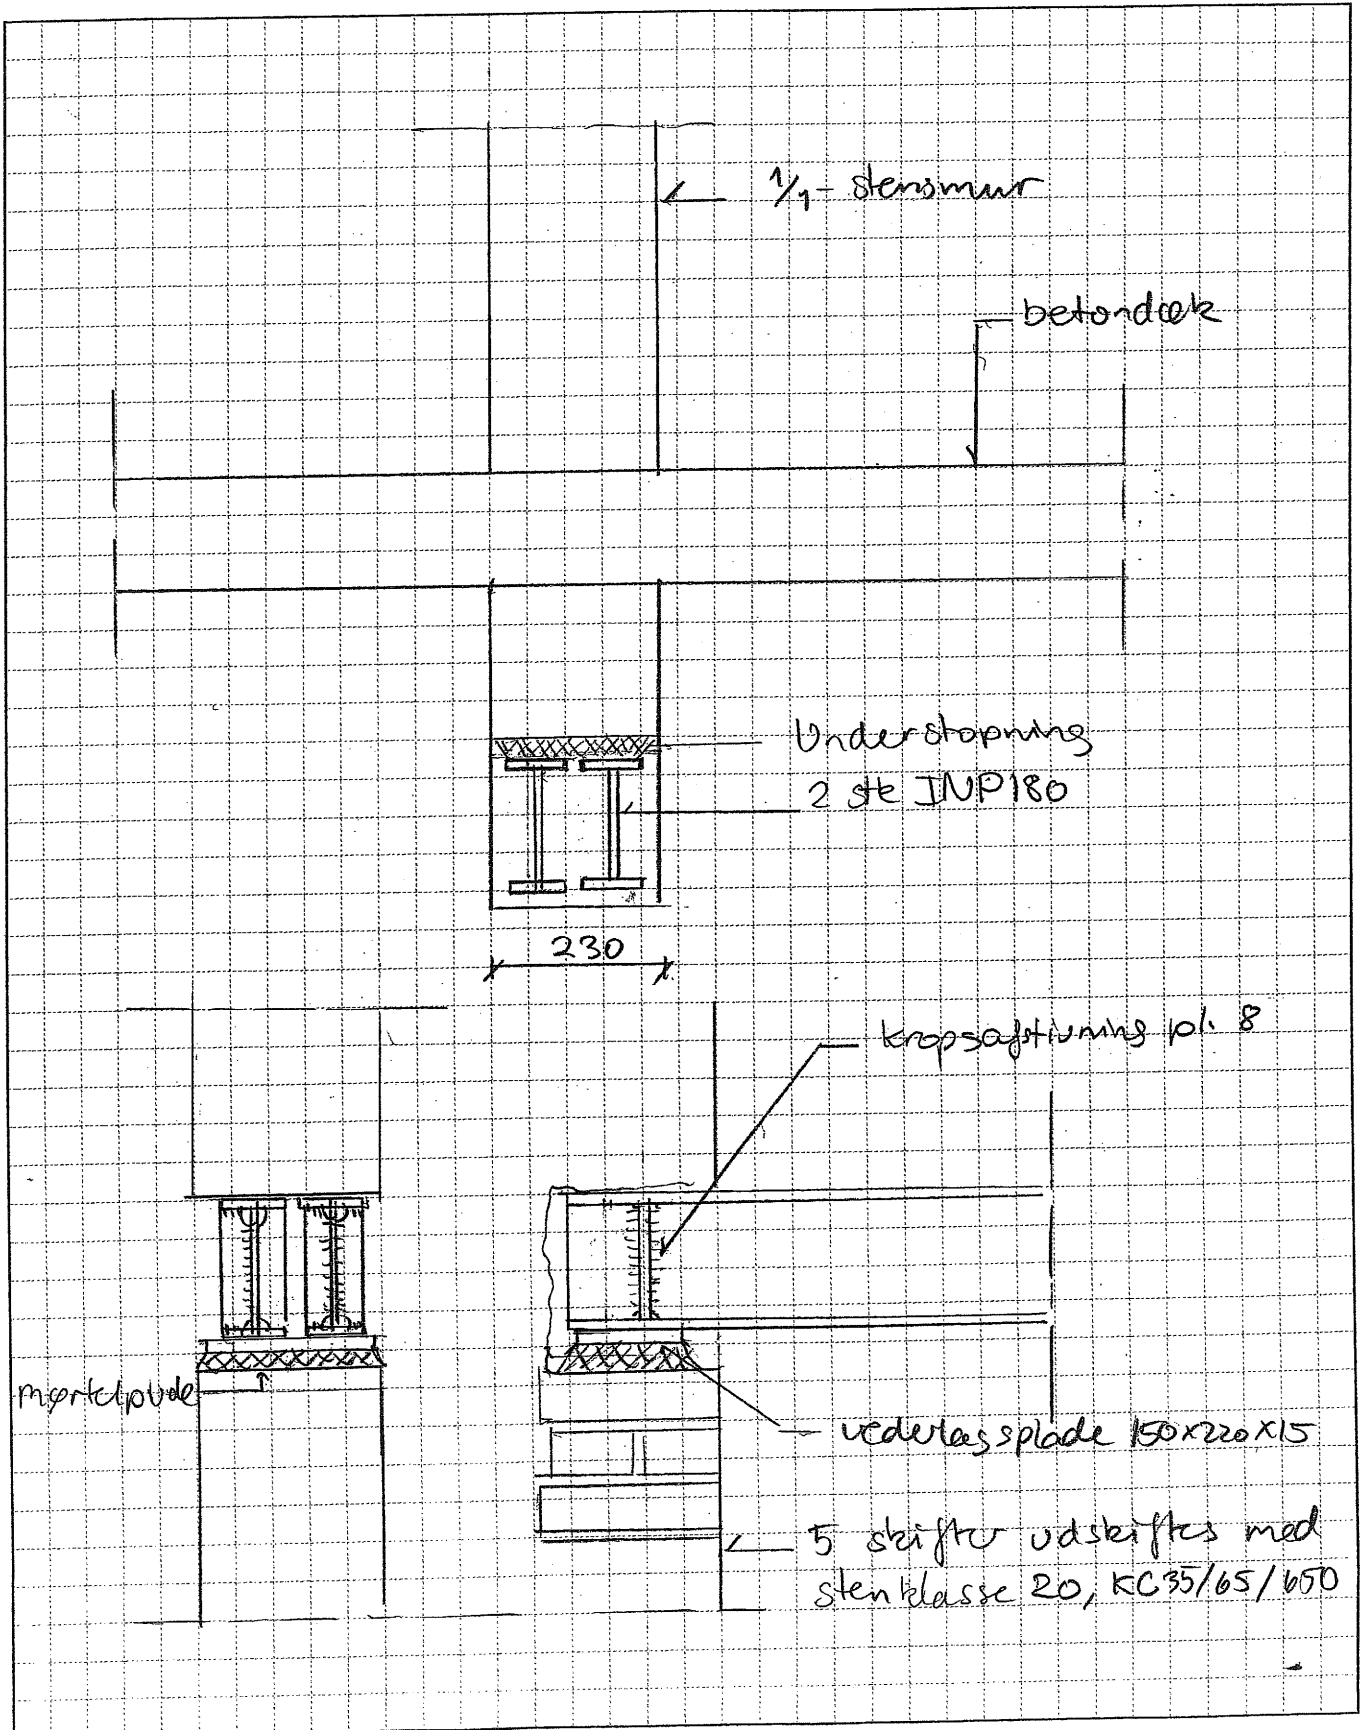 1/1 - stensmur
betondæk
Understopning
2 stk INP180
230
kropsafstivning pl. 8
mørtelpude
vederlagsplade 150x220x15
5 skifter udskiftes med
stenklasse 20, KC35/65/650